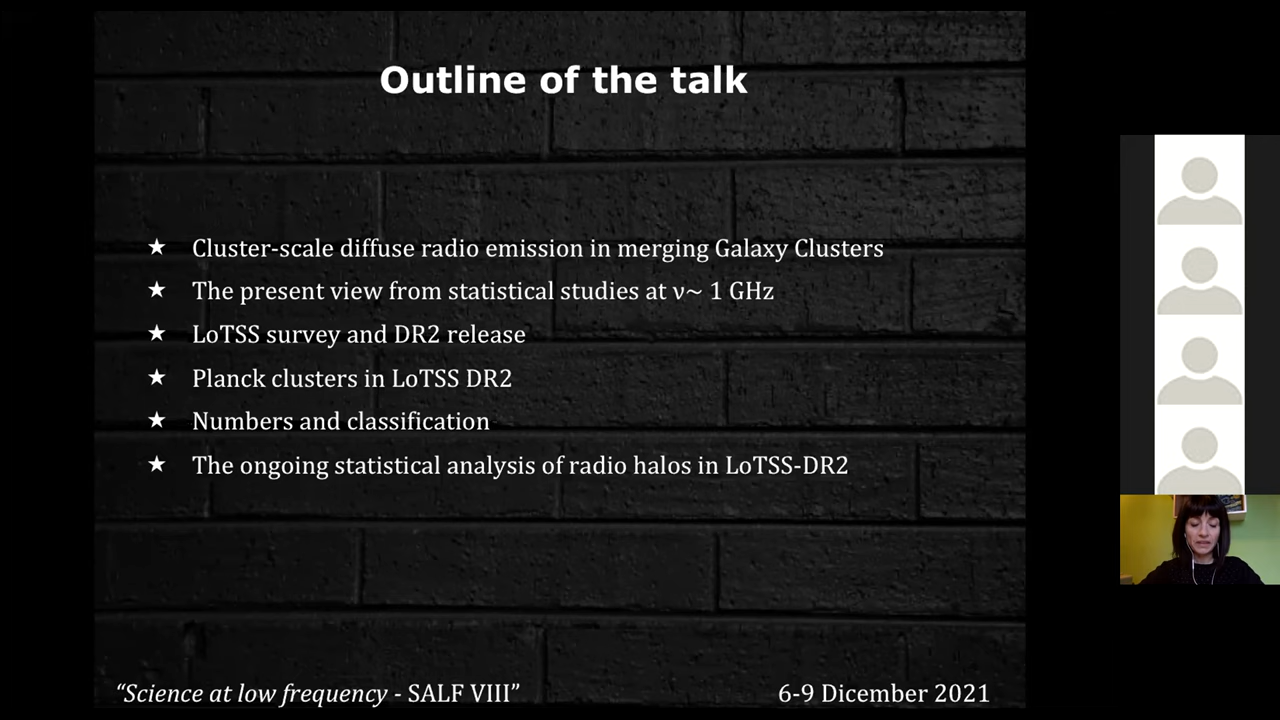 Outline of the talk
★ Cluster-scale diffuse radio emission in merging Galaxy Clusters
★ The present view from statistical studies at ν~ 1 GHz
★ LoTSS survey and DR2 release
★ Planck clusters in LoTSS DR2
★ Numbers and classification
★ The ongoing statistical analysis of radio halos in LoTSS-DR2
“Science at low frequency - SALF VIII”
6-9 Dicember 2021